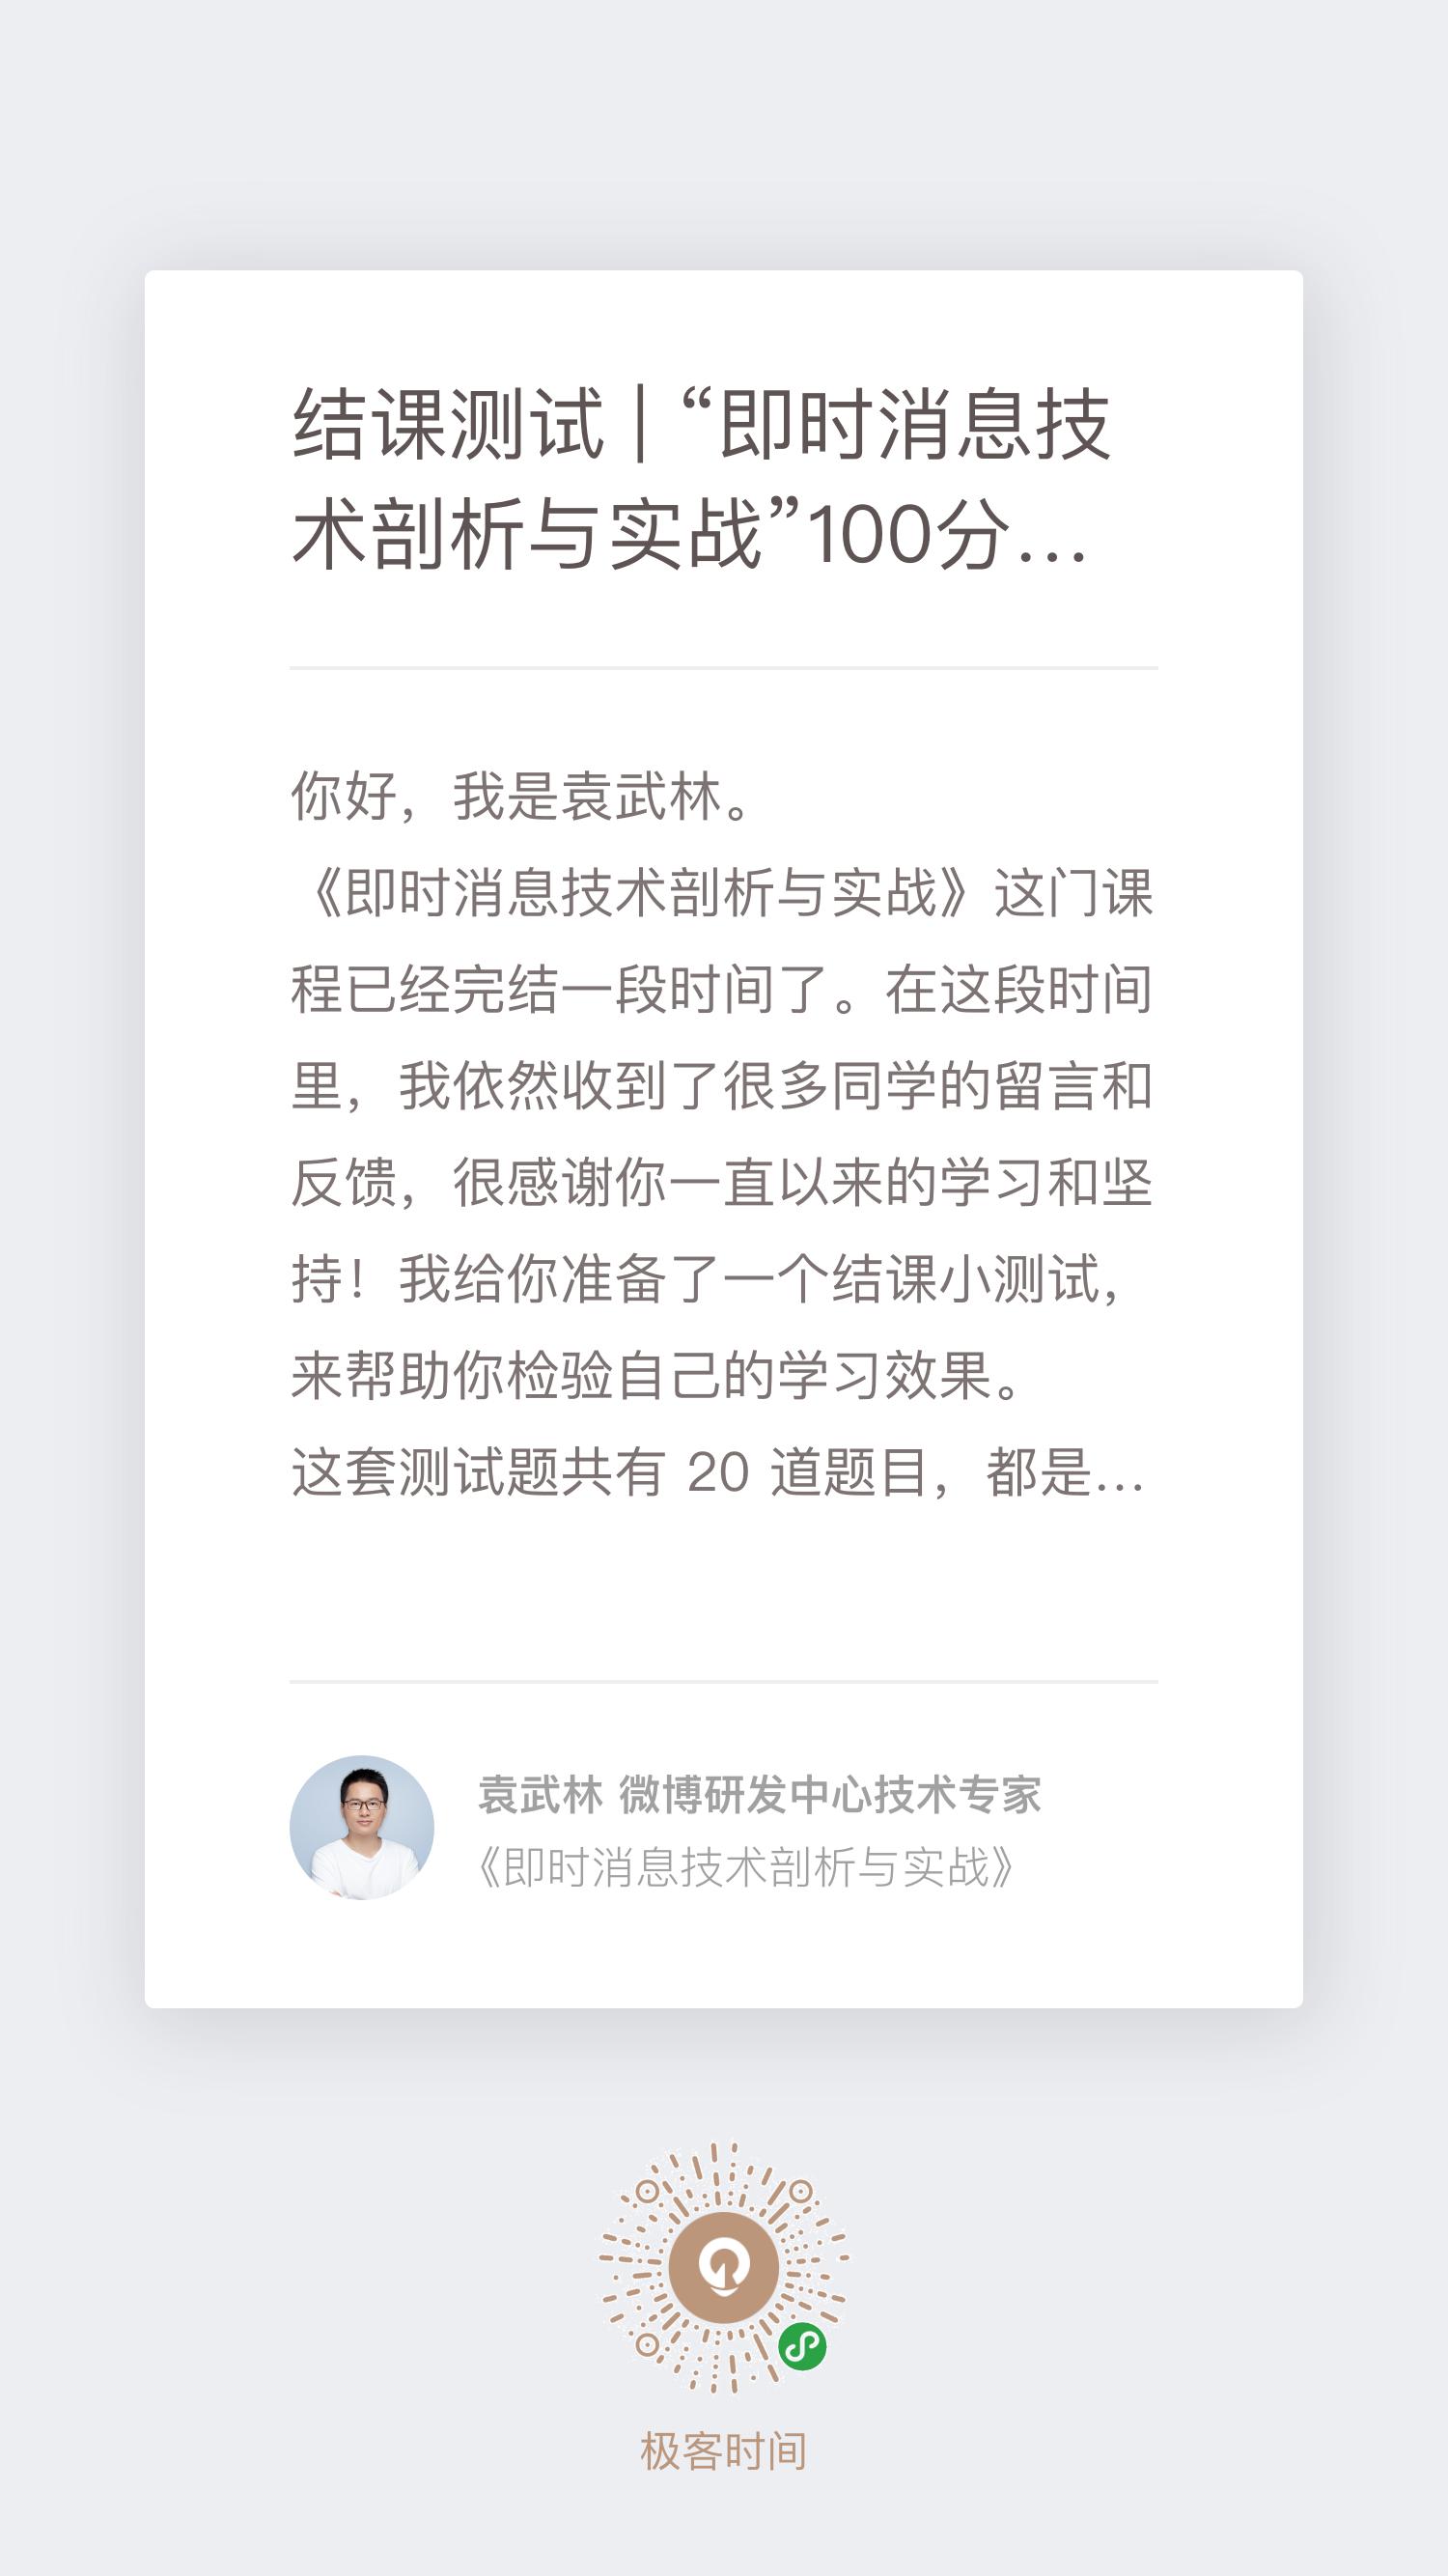 结课测试 | “即时消息技
术剖析与实战”100分...
你好，我是袁武林。
《即时消息技术剖析与实战》这门课
程已经完结一段时间了。在这段时间
里，我依然收到了很多同学的留言和
反馈，很感谢你一直以来的学习和坚
持！我给你准备了一个结课小测试，
来帮助你检验自己的学习效果。
这套测试题共有 20 道题目，都是...
袁武林 微博研发中心技术专家
《即时消息技术剖析与实战》
极客时间